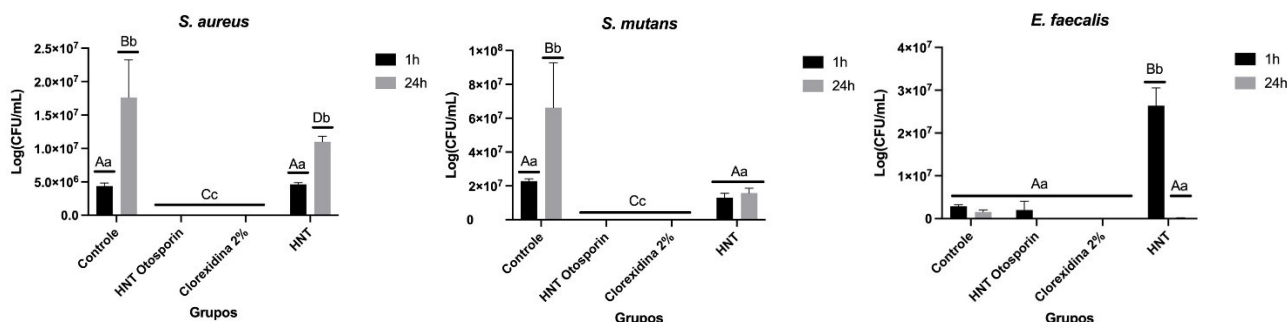 S. aureus
Log(CFU/mL)
2.5×10⁷
2.0×10⁷
1.5×10⁷
1.0×10⁷
5.0×10⁶
0.0
Aa
Bb
Cc
Aa
Db
1h
24h
Controle
HNT Otosporin
Clorexidina 2%
HNT
Grupos
S. mutans
Log(CFU/mL)
1×10⁸
8×10⁷
6×10⁷
4×10⁷
2×10⁷
0
Aa
Bb
Cc
Aa
1h
24h
Controle
HNT Otosporin
Clorexidina 2%
HNT
Grupos
E. faecalis
Log(CFU/mL)
4×10⁷
3×10⁷
2×10⁷
1×10⁷
0
Aa
Bb
Aa
1h
24h
Controle
HNT Otosporin
Clorexidina 2%
HNT
Grupos